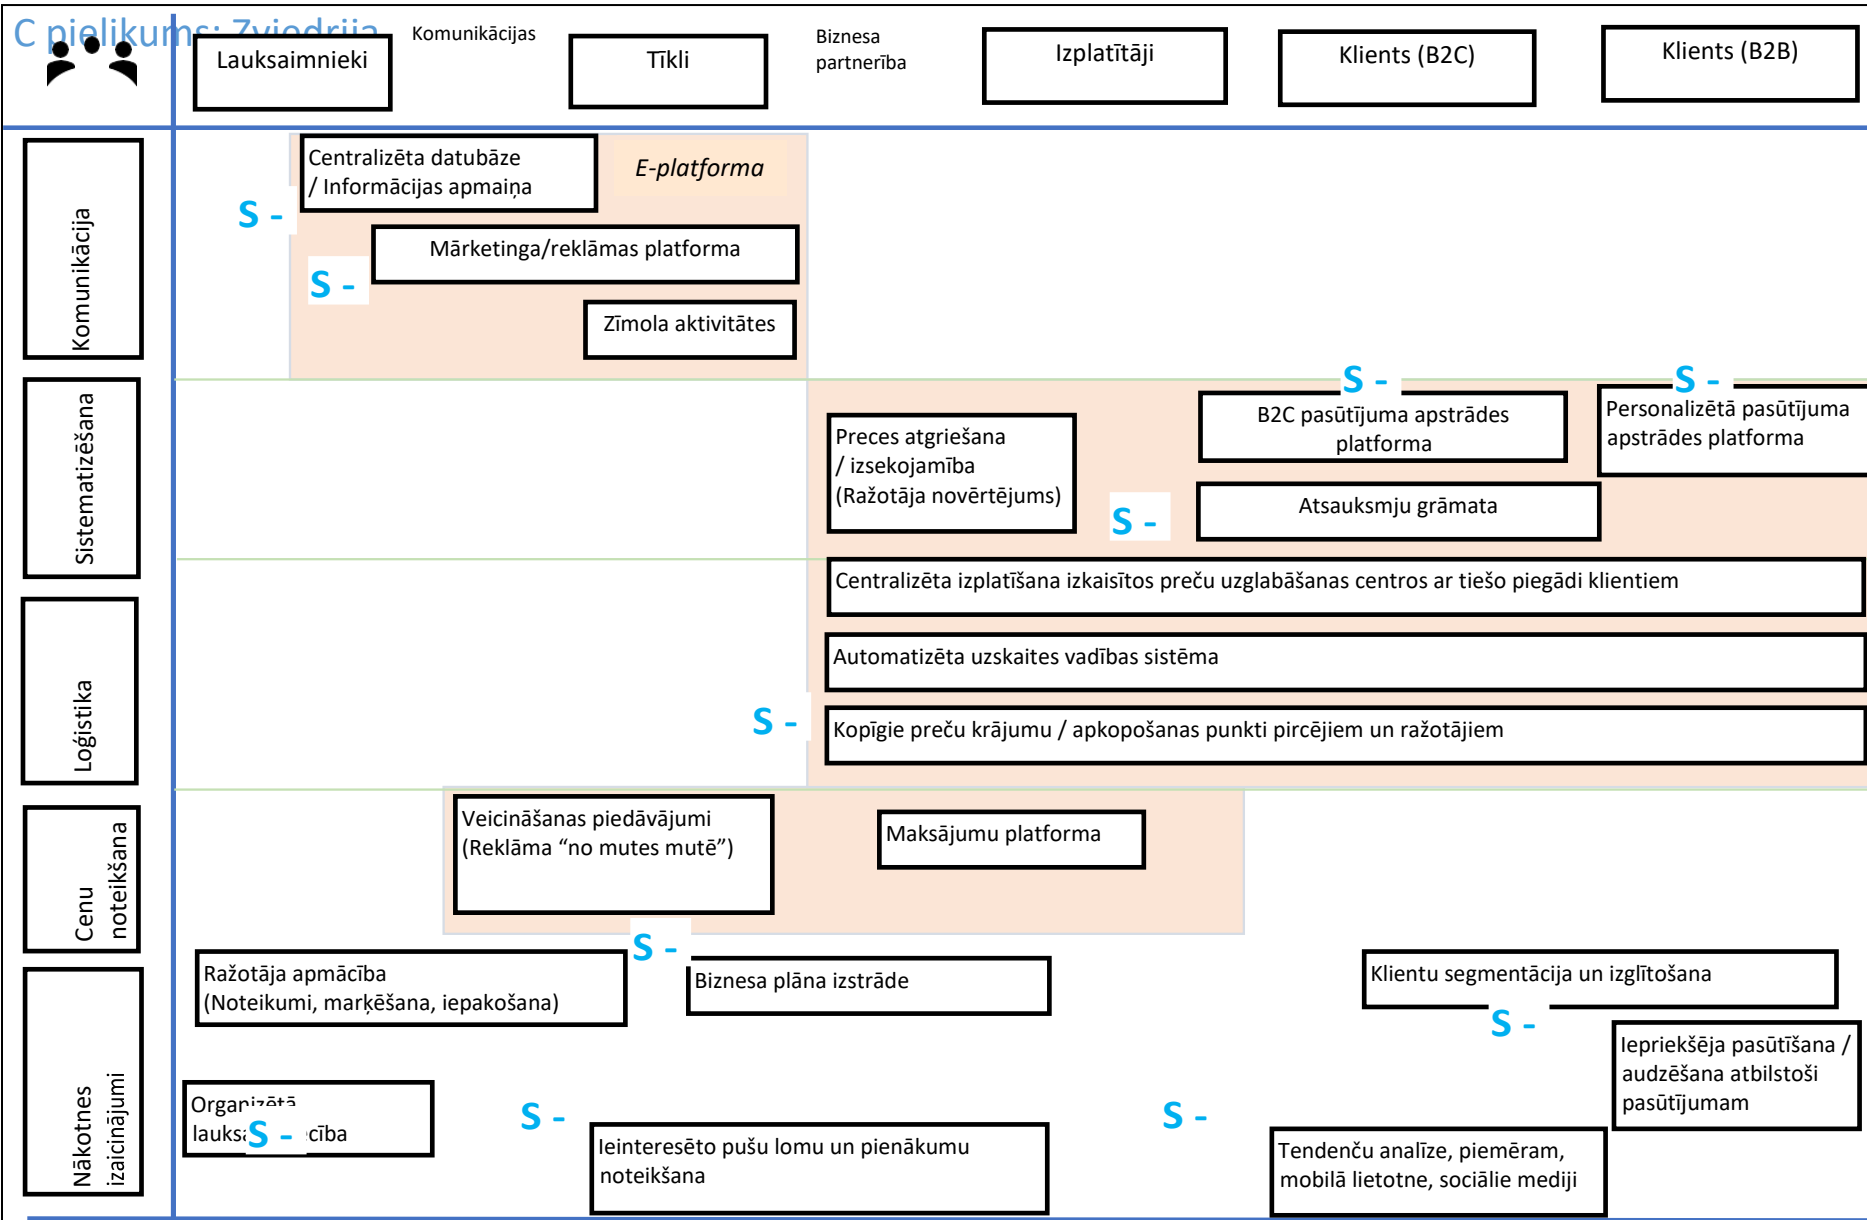 C pielikums: Zviedrija
Lauksaimnieki
Komunikācijas
Tīkli
Biznesa
partnerība
Izplatītāji
Klients (B2C)
Klients (B2B)
Komunikācija
Centralizēta datubāze
/ Informācijas apmaiņa
E-platforma
S -
Mārketinga/reklāmas platforma
S -
Zīmola aktivitātes
Sistematizēšana
S -
S -
Preces atgriešana
/ izsekojamība
(Ražotāja novērtējums)
B2C pasūtījuma apstrādes
platforma
Personalizētā pasūtījuma
apstrādes platforma
S -
Atsauksmju grāmata
Loģistika
Centralizēta izplatīšana izkaisītos preču uzglabāšanas centros ar tiešo piegādi klientiem
Automatizēta uzskaites vadības sistēma
S -
Kopīgie preču krājumu / apkopošanas punkti pircējiem un ražotājiem
Cenu
noteikšana
Veicināšanas piedāvājumi
(Reklāma “no mutes mutē”)
Maksājumu platforma
Nākotnes
izaicinājumi
S -
Ražotāja apmācība
(Noteikumi, marķēšana, iepakošana)
Biznesa plāna izstrāde
Klientu segmentācija un izglītošana
S -
Iepriekšēja pasūtīšana /
audzēšana atbilstoši
pasūtījumam
Organizētā
S -
S -
S -
Ieinteresēto pušu lomu un pienākumu
noteikšana
Tendenču analīze, piemēram,
mobilā lietotne, sociālie mediji